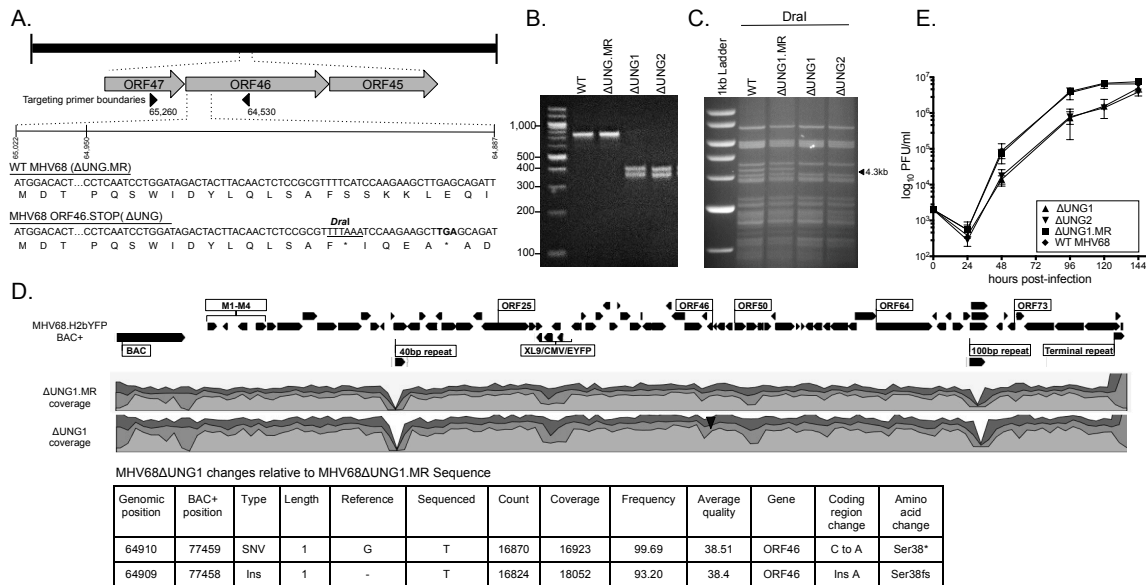 A.
ORF47 ORF46 ORF45
Targeting primer boundaries
65,260 64,530
65,022 64,950 64,887
WT MHV68 (ΔUNG.MR)
ATGGACACT...CCTCAATCCTGGATAGACTACTTACAACTCTCCGCGTTTTCATCCAAGAAGCTTGAGCAGATT
M D T P Q S W I D Y L Q L S A F S S K K L E Q I
MHV68 ORF46.STOP( ΔUNG)
DraI
ATGGACACT...CCTCAATCCTGGATAGACTACTTACAACTCTCCGCGTTTTAAATCCAAGAAGCTTGAGCAGAT
M D T P Q S W I D Y L Q L S A F * I Q E A * A D
B.
WT ΔUNG.MR ΔUNG1 ΔUNG2
1,000
500
400
300
200
100
C.
DraI
1kb Ladder WT ΔUNG1.MR ΔUNG1 ΔUNG2
4.3kb
E.
log10 PFU/ml
10^7
10^6
10^5
10^4
10^3
10^2
0 24 48 96 120 144
hours post-infection
ΔUNG1
ΔUNG2
ΔUNG1.MR
WT MHV68
D.
M1-M4 ORF25 ORF46 ORF50 ORF64 ORF73
MHV68.H2bYFP
BAC+
BAC 40bp repeat XL9/CMV/EYFP 100bp repeat Terminal repeat
ΔUNG1.MR
coverage
ΔUNG1
coverage
MHV68ΔUNG1 changes relative to MHV68ΔUNG1.MR Sequence
Genomic position BAC+ position Type Length Reference Sequenced Count Coverage Frequency Average quality Gene Coding region change Amino acid change
64910 77459 SNV 1 G T 16870 16923 99.69 38.51 ORF46 C to A Ser38*
64909 77458 Ins 1 - T 16824 18052 93.20 38.4 ORF46 Ins A Ser38fs